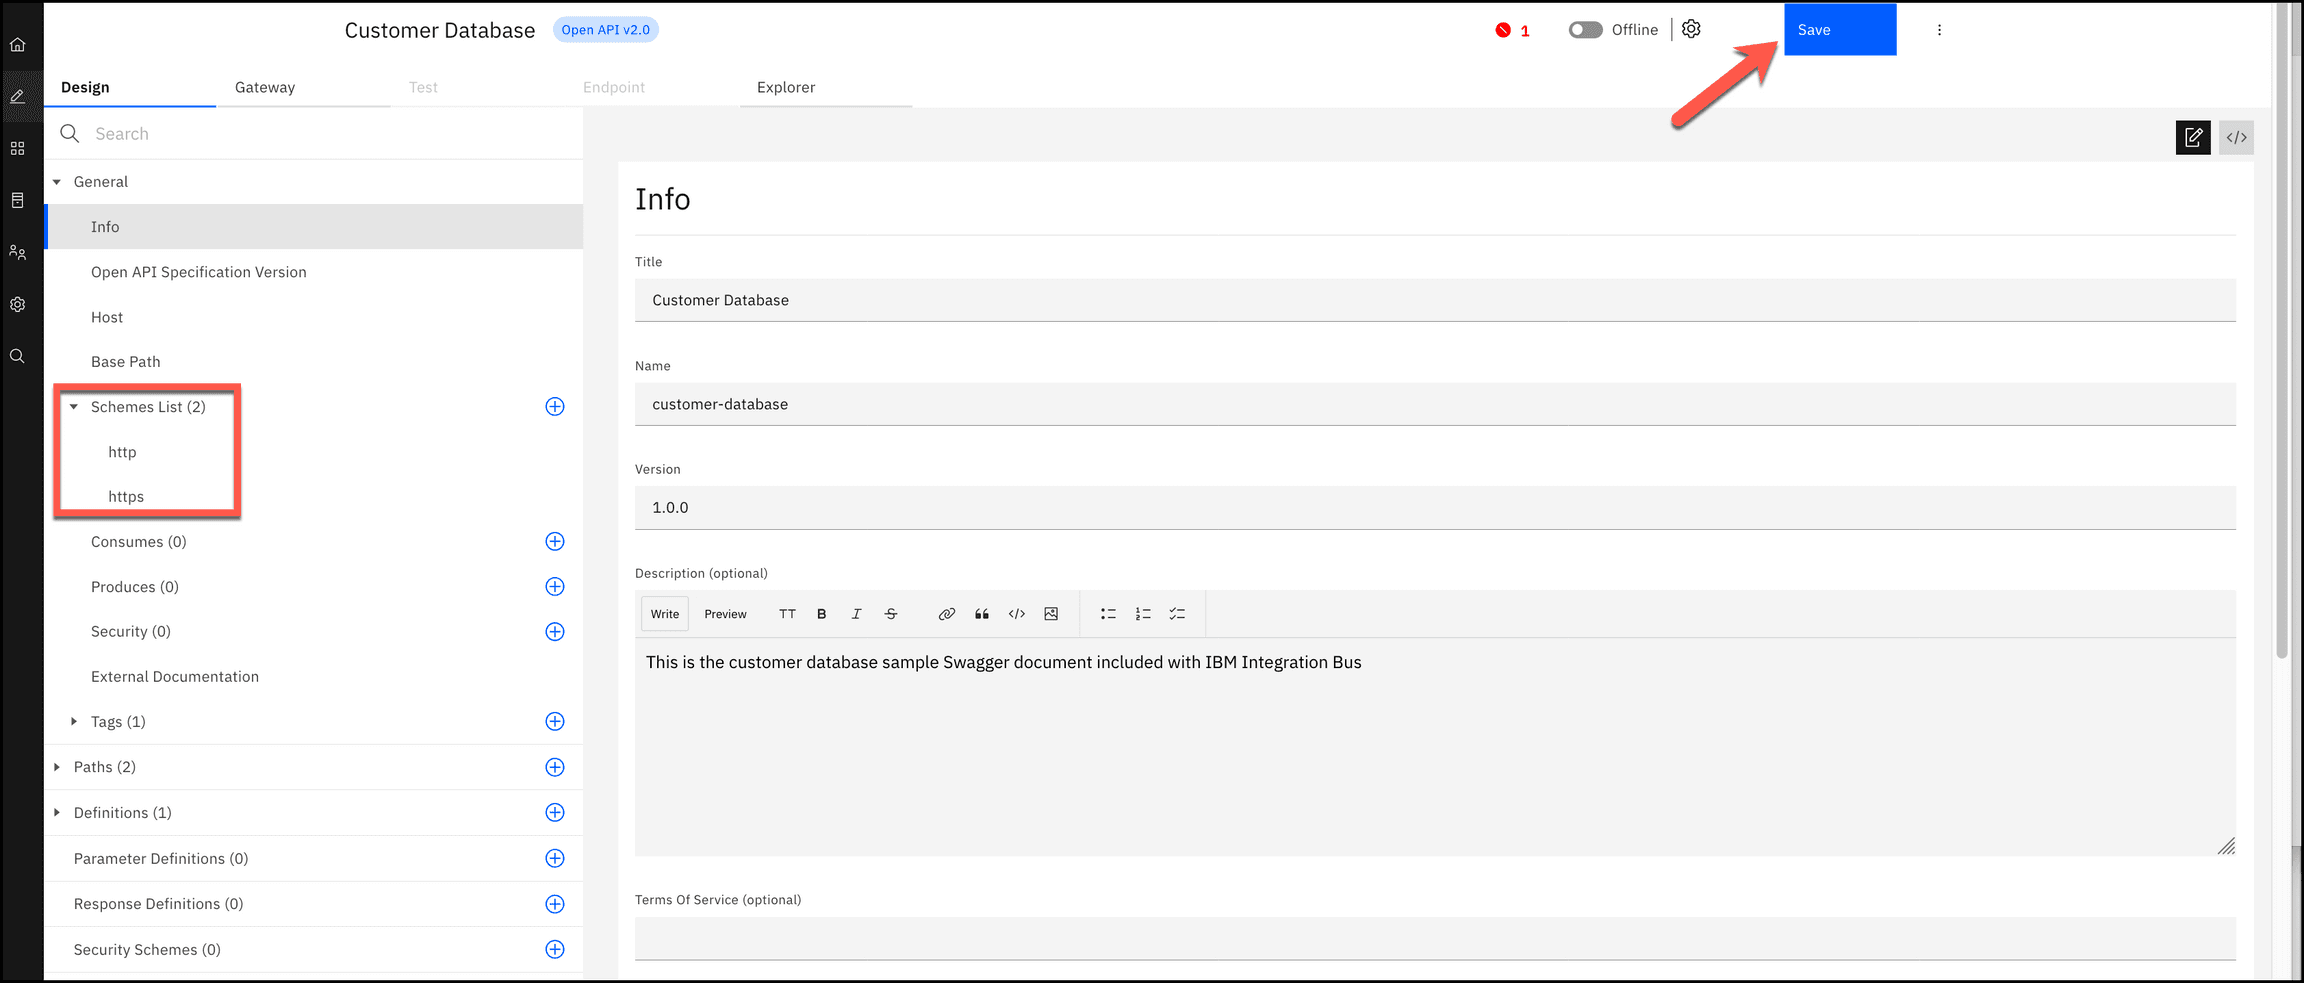 Customer Database
Open API v2.0
1
Offline
Save
Design
Gateway
Test
Endpoint
Explorer
Search
General
Info
Open API Specification Version
Host
Base Path
Schemes List (2)
http
https
Consumes (0)
Produces (0)
Security (0)
External Documentation
Tags (1)
Paths (2)
Definitions (1)
Parameter Definitions (0)
Response Definitions (0)
Security Schemes (0)
Info
Title
Customer Database
Name
customer-database
Version
1.0.0
Description (optional)
Write
Preview
This is the customer database sample Swagger document included with IBM Integration Bus
Terms Of Service (optional)